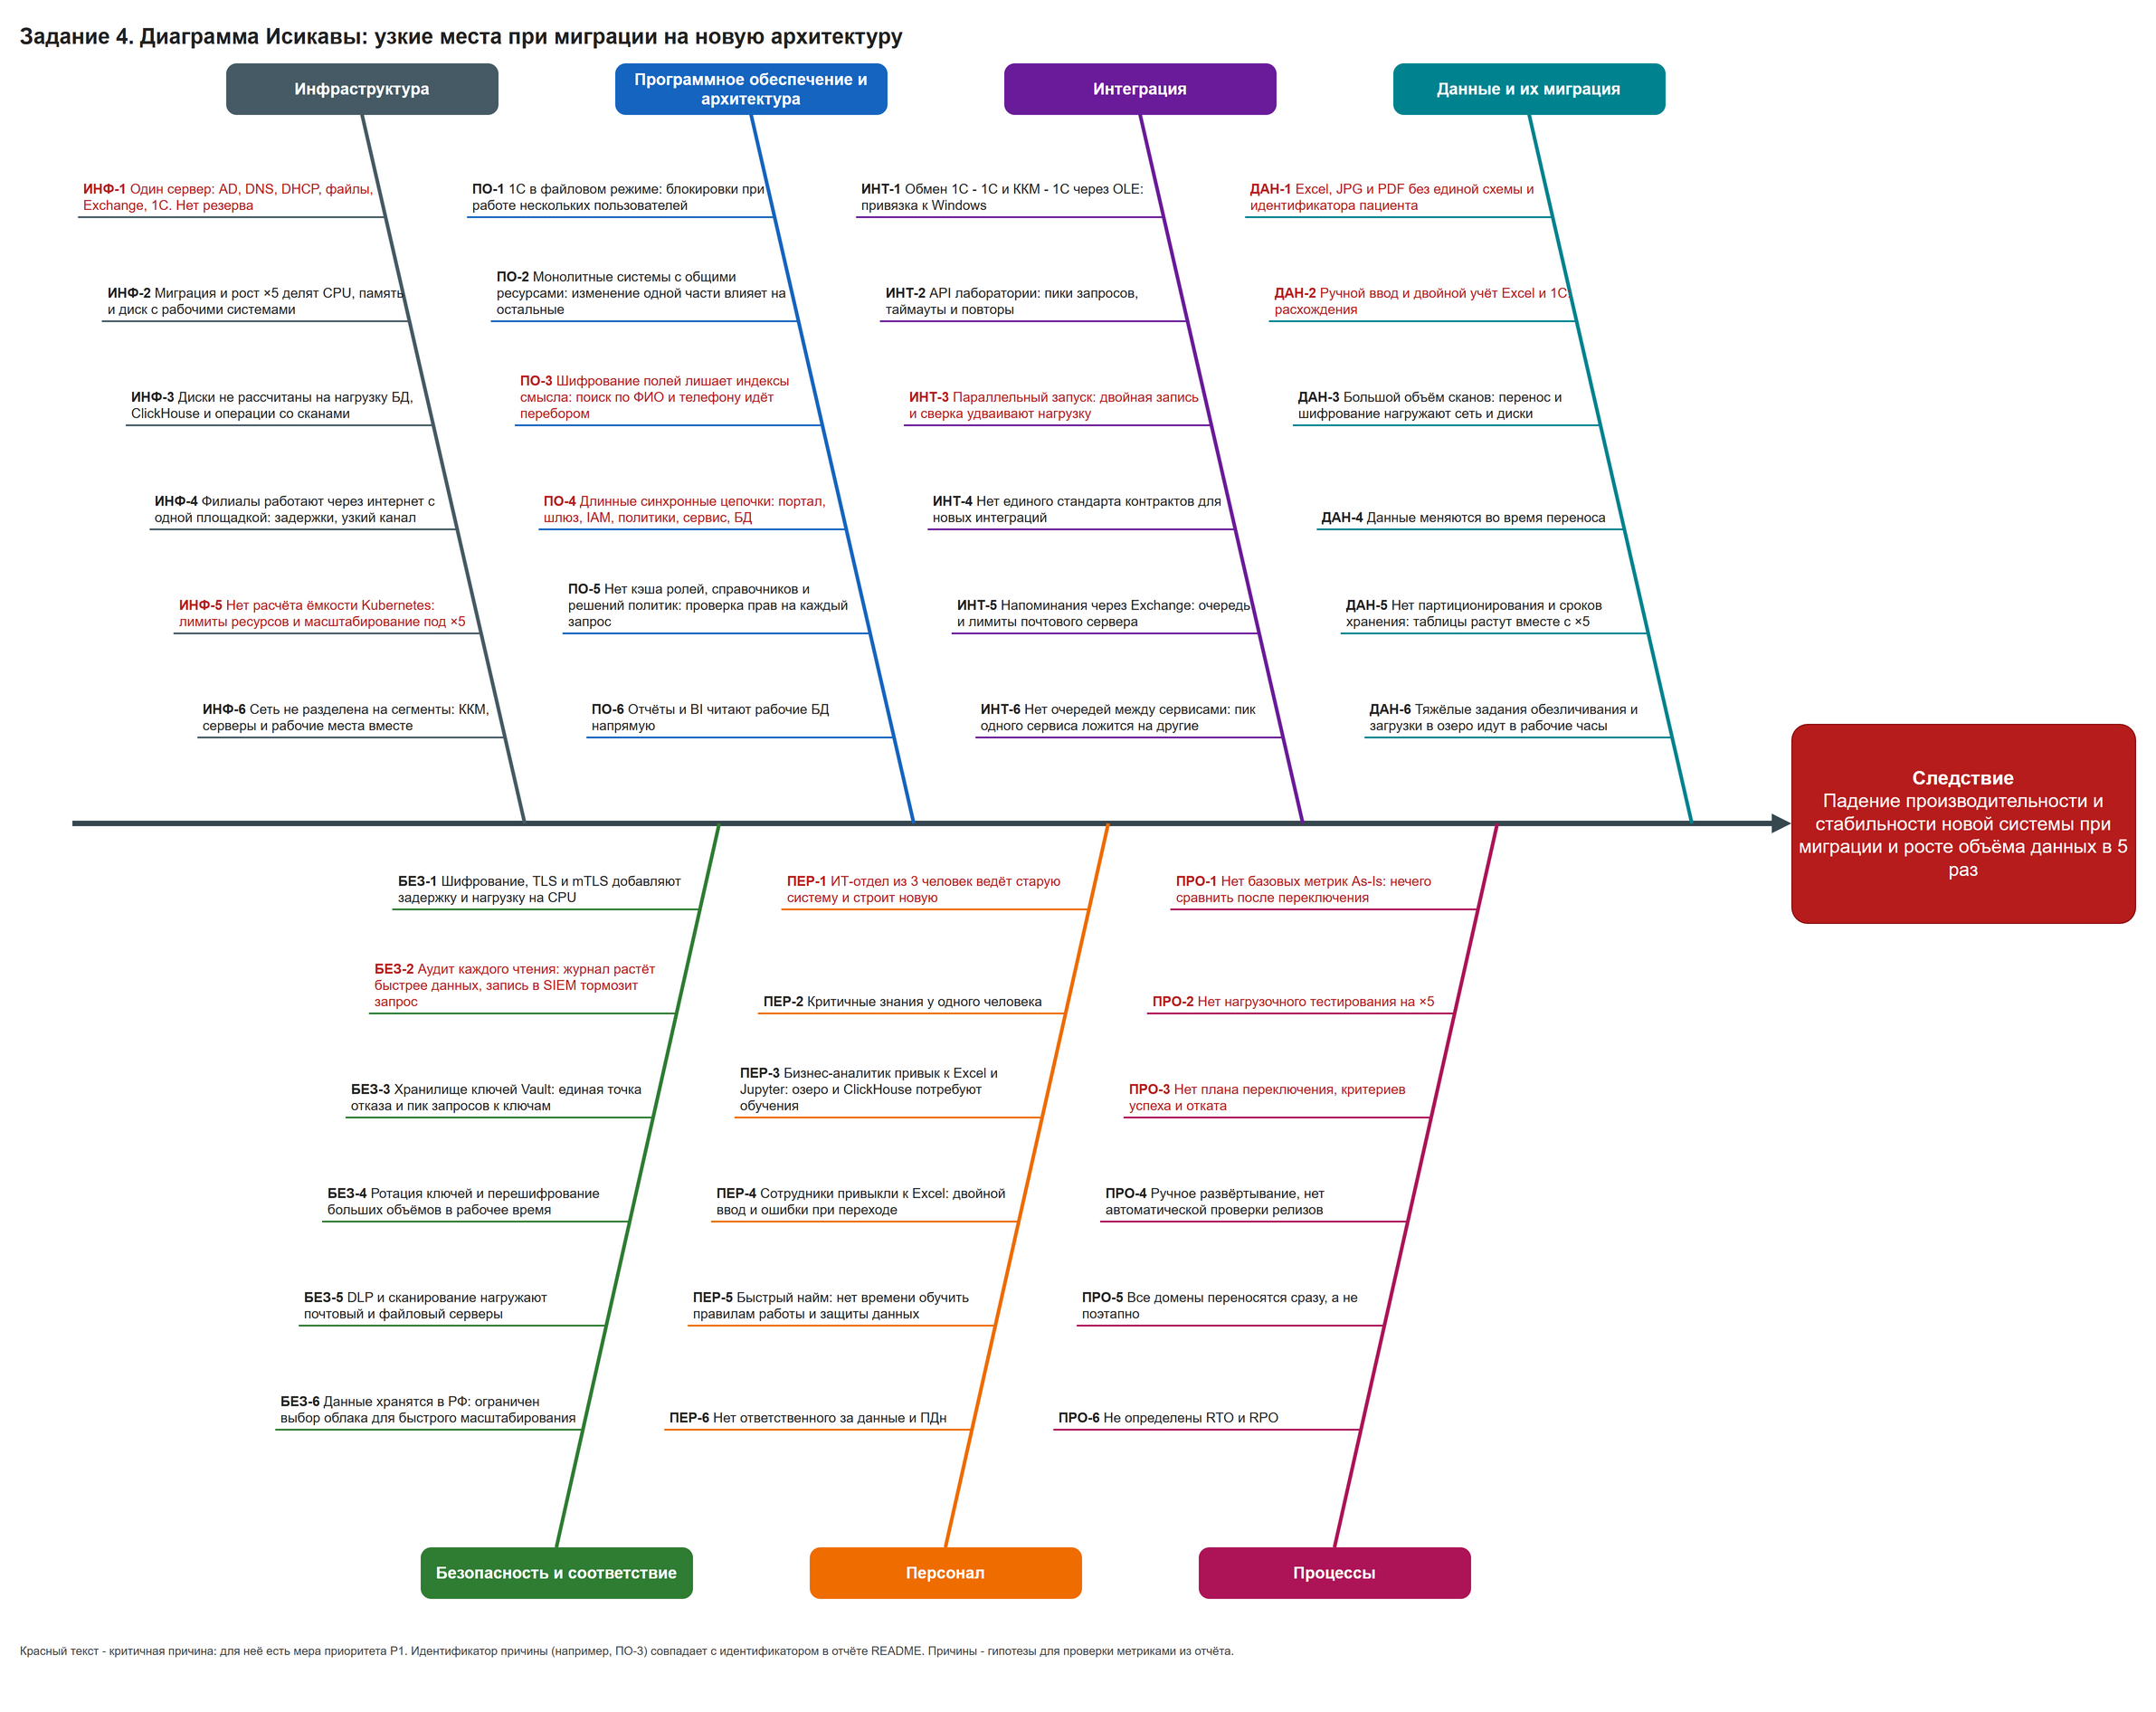 Задание 4. Диаграмма Исикавы: узкие места при миграции на новую архитектуру
Инфраструктура
ИНФ-1 Один сервер: AD, DNS, DHCP, файлы,
Exchange, 1С. Нет резерва
ИНФ-2 Миграция и рост ×5 делят CPU, память
и диск с рабочими системами
ИНФ-3 Диски не рассчитаны на нагрузку БД,
ClickHouse и операции со сканами
ИНФ-4 Филиалы работают через интернет с
одной площадкой: задержки, узкий канал
ИНФ-5 Нет расчёта ёмкости Kubernetes:
лимиты ресурсов и масштабирование под ×5
ИНФ-6 Сеть не разделена на сегменты: ККМ,
серверы и рабочие места вместе
Программное обеспечение и
архитектура
ПО-1 1С в файловом режиме: блокировки при
работе нескольких пользователей
ПО-2 Монолитные системы с общими
ресурсами: изменение одной части влияет на
остальные
ПО-3 Шифрование полей лишает индексы
смысла: поиск по ФИО и телефону идёт
перебором
ПО-4 Длинные синхронные цепочки: портал,
шлюз, IAM, политики, сервис, БД
ПО-5 Нет кэша ролей, справочников и
решений политик: проверка прав на каждый
запрос
ПО-6 Отчёты и BI читают рабочие БД
напрямую
Интеграция
ИНТ-1 Обмен 1С - 1С и ККМ - 1С через OLE:
привязка к Windows
ИНТ-2 API лаборатории: пики запросов,
таймауты и повторы
ИНТ-3 Параллельный запуск: двойная запись
и сверка удваивают нагрузку
ИНТ-4 Нет единого стандарта контрактов для
новых интеграций
ИНТ-5 Напоминания через Exchange: очередь
и лимиты почтового сервера
ИНТ-6 Нет очередей между сервисами: пик
одного сервиса ложится на другие
Данные и их миграция
ДАН-1 Excel, JPG и PDF без единой схемы и
идентификатора пациента
ДАН-2 Ручной ввод и двойной учёт Excel и 1С:
расхождения
ДАН-3 Большой объём сканов: перенос и
шифрование нагружают сеть и диски
ДАН-4 Данные меняются во время переноса
ДАН-5 Нет партиционирования и сроков
хранения: таблицы растут вместе с ×5
ДАН-6 Тяжёлые задания обезличивания и
загрузки в озеро идут в рабочие часы
Следствие
Падение производительности и
стабильности новой системы при
миграции и росте объёма данных в 5
раз
БЕЗ-1 Шифрование, TLS и mTLS добавляют
задержку и нагрузку на CPU
БЕЗ-2 Аудит каждого чтения: журнал растёт
быстрее данных, запись в SIEM тормозит
запрос
БЕЗ-3 Хранилище ключей Vault: единая точка
отказа и пик запросов к ключам
БЕЗ-4 Ротация ключей и перешифрование
больших объёмов в рабочее время
БЕЗ-5 DLP и сканирование нагружают
почтовый и файловый серверы
БЕЗ-6 Данные хранятся в РФ: ограничен
выбор облака для быстрого масштабирования
Безопасность и соответствие
ПЕР-1 ИТ-отдел из 3 человек ведёт старую
систему и строит новую
ПЕР-2 Критичные знания у одного человека
ПЕР-3 Бизнес-аналитик привык к Excel и
Jupyter: озеро и ClickHouse потребуют
обучения
ПЕР-4 Сотрудники привыкли к Excel: двойной
ввод и ошибки при переходе
ПЕР-5 Быстрый найм: нет времени обучить
правилам работы и защиты данных
ПЕР-6 Нет ответственного за данные и ПДн
Персонал
ПРО-1 Нет базовых метрик As-Is: нечего
сравнить после переключения
ПРО-2 Нет нагрузочного тестирования на ×5
ПРО-3 Нет плана переключения, критериев
успеха и отката
ПРО-4 Ручное развёртывание, нет
автоматической проверки релизов
ПРО-5 Все домены переносятся сразу, а не
поэтапно
ПРО-6 Не определены RTO и RPO
Процессы
Красный текст - критичная причина: для неё есть мера приоритета P1. Идентификатор причины (например, ПО-3) совпадает с идентификатором в отчёте README. Причины - гипотезы для проверки метриками из отчёта.